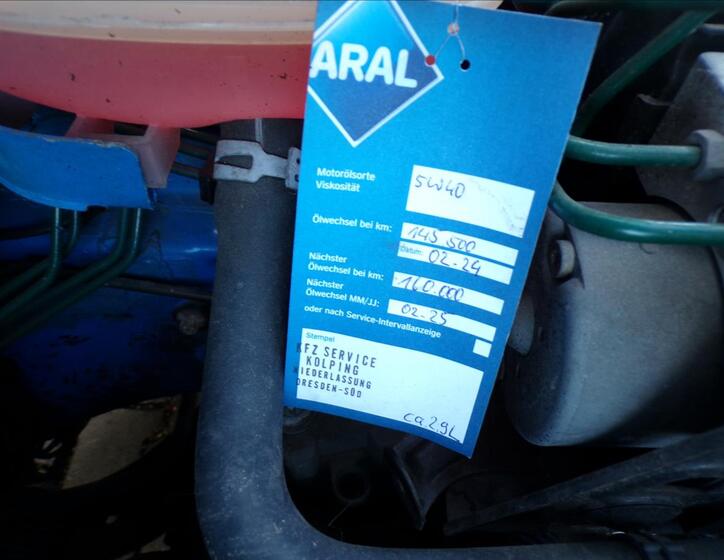 ARAL
Motorölsorte
Viskosität
5W40
Ölwechsel bei km:
145 500
Datum: 02-24
Nächster
Ölwechsel bei km:
160.000
Nächster
Ölwechsel MM/JJ:
02-25
oder nach Service-Intervallanzeige
Stempel
KFZ SERVICE
KOLPING
NIEDERLASSUNG
DRESDEN-SÜD
ca 2,9L